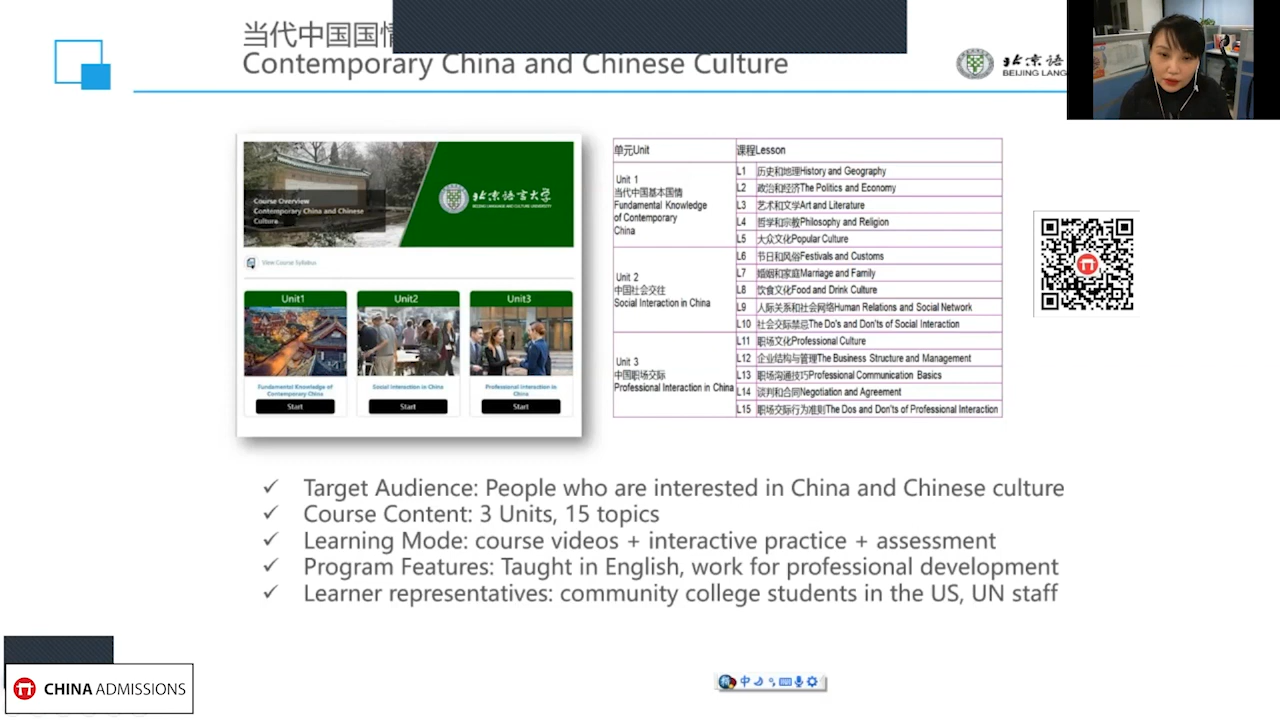 当代中国国情
Contemporary China and Chinese Culture
北京语
BEIJING LANG
Course Overview
Contemporary China and Chinese
Culture
北京语言大学
BEIJING LANGUAGE AND CULTURE UNIVERSITY
View Course Syllabus
Unit1
Unit2
Unit3
Fundamental Knowledge of
Contemporary China
Social Interaction in China
Professional Interaction in
China
Start
Start
Start
单元Unit 课程Lesson
Unit 1
当代中国基本国情
Fundamental Knowledge
of Contemporary
China
L1 历史和地理History and Geography
L2 政治和经济The Politics and Economy
L3 艺术和文学Art and Literature
L4 哲学和宗教Philosophy and Religion
L5 大众文化Popular Culture
Unit 2
中国社会交往
Social Interaction in China
L6 节日和风俗Festivals and Customs
L7 婚姻和家庭Marriage and Family
L8 饮食文化Food and Drink Culture
L9 人际关系和社会网络Human Relations and Social Network
L10 社会交际禁忌The Do's and Don'ts of Social Interaction
Unit 3
中国职场交际
Professional Interaction in China
L11 职场文化Professional Culture
L12 企业结构与管理The Business Structure and Management
L13 职场沟通技巧Professional Communication Basics
L14 谈判和合同Negotiation and Agreement
L15 职场交际行为准则The Dos and Don'ts of Professional Interaction
✓ Target Audience: People who are interested in China and Chinese culture
✓ Course Content: 3 Units, 15 topics
✓ Learning Mode: course videos + interactive practice + assessment
✓ Program Features: Taught in English, work for professional development
✓ Learner representatives: community college students in the US, UN staff
CHINA ADMISSIONS
中